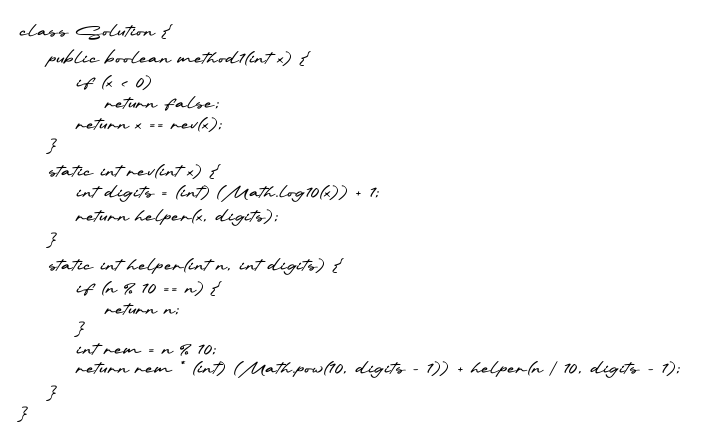 class Solution {
public boolean method1(int x) {
if (x < 0)
return false;
return x == rev(x);
}
static int rev(int x) {
int digits = (int) (Math.log10(x)) + 1;
return helper(x, digits);
}
static int helper(int n, int digits) {
if (n % 10 == n) {
return n;
}
int rem = n % 10;
return rem * (int) (Math.pow(10, digits - 1)) + helper(n / 10, digits - 1);
}
}